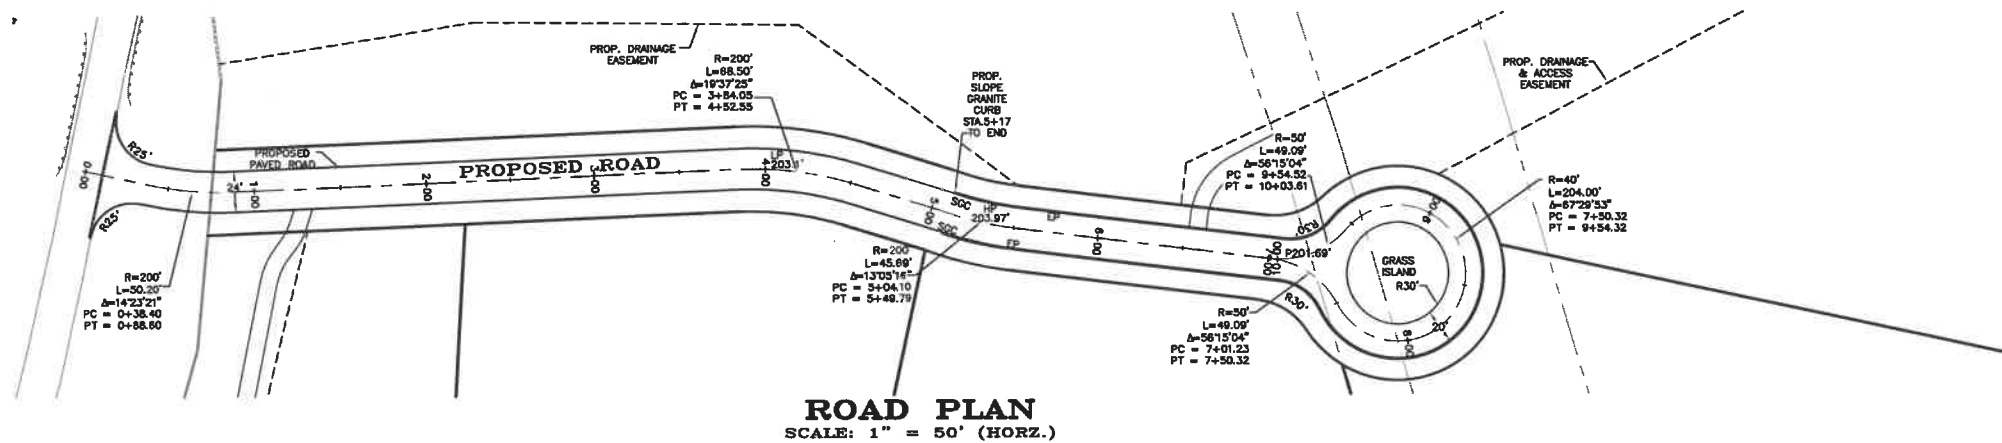 PROP. DRAINAGE
EASEMENT
R=200'
L=68.50'
Δ=19°37'25"
PC = 3+84.05
PT = 4+52.55
PROP.
SLOPE
GRANITE
CURB
STA.5+17
TO END
PROP. DRAINAGE
& ACCESS
EASEMENT
R=50'
L=49.09'
Δ=56°15'04"
PC = 9+54.52
PT = 10+03.61
R=40'
L=204.00'
Δ=67°29'53"
PC = 7+50.32
PT = 9+54.32
R25'
PROPOSED
PAVED ROAD
PROPOSED ROAD
LP
0+00
24'
1+00
2+00
3+00
4+00
5+00
SGC
HP
203.97'
EP
6+00
R30'
P201.69'
GRASS
ISLAND
R30'
R25'
SGC
EP
R30'
20'
8+00
R=200'
L=50.20'
Δ=14°23'21"
PC = 0+38.40
PT = 0+88.60
R=200'
L=45.69'
Δ=13°05'16"
PC = 5+04.10
PT = 5+49.79
R=50'
L=49.09'
Δ=56°15'04"
PC = 7+01.23
PT = 7+50.32
ROAD PLAN
SCALE: 1" = 50' (HORZ.)